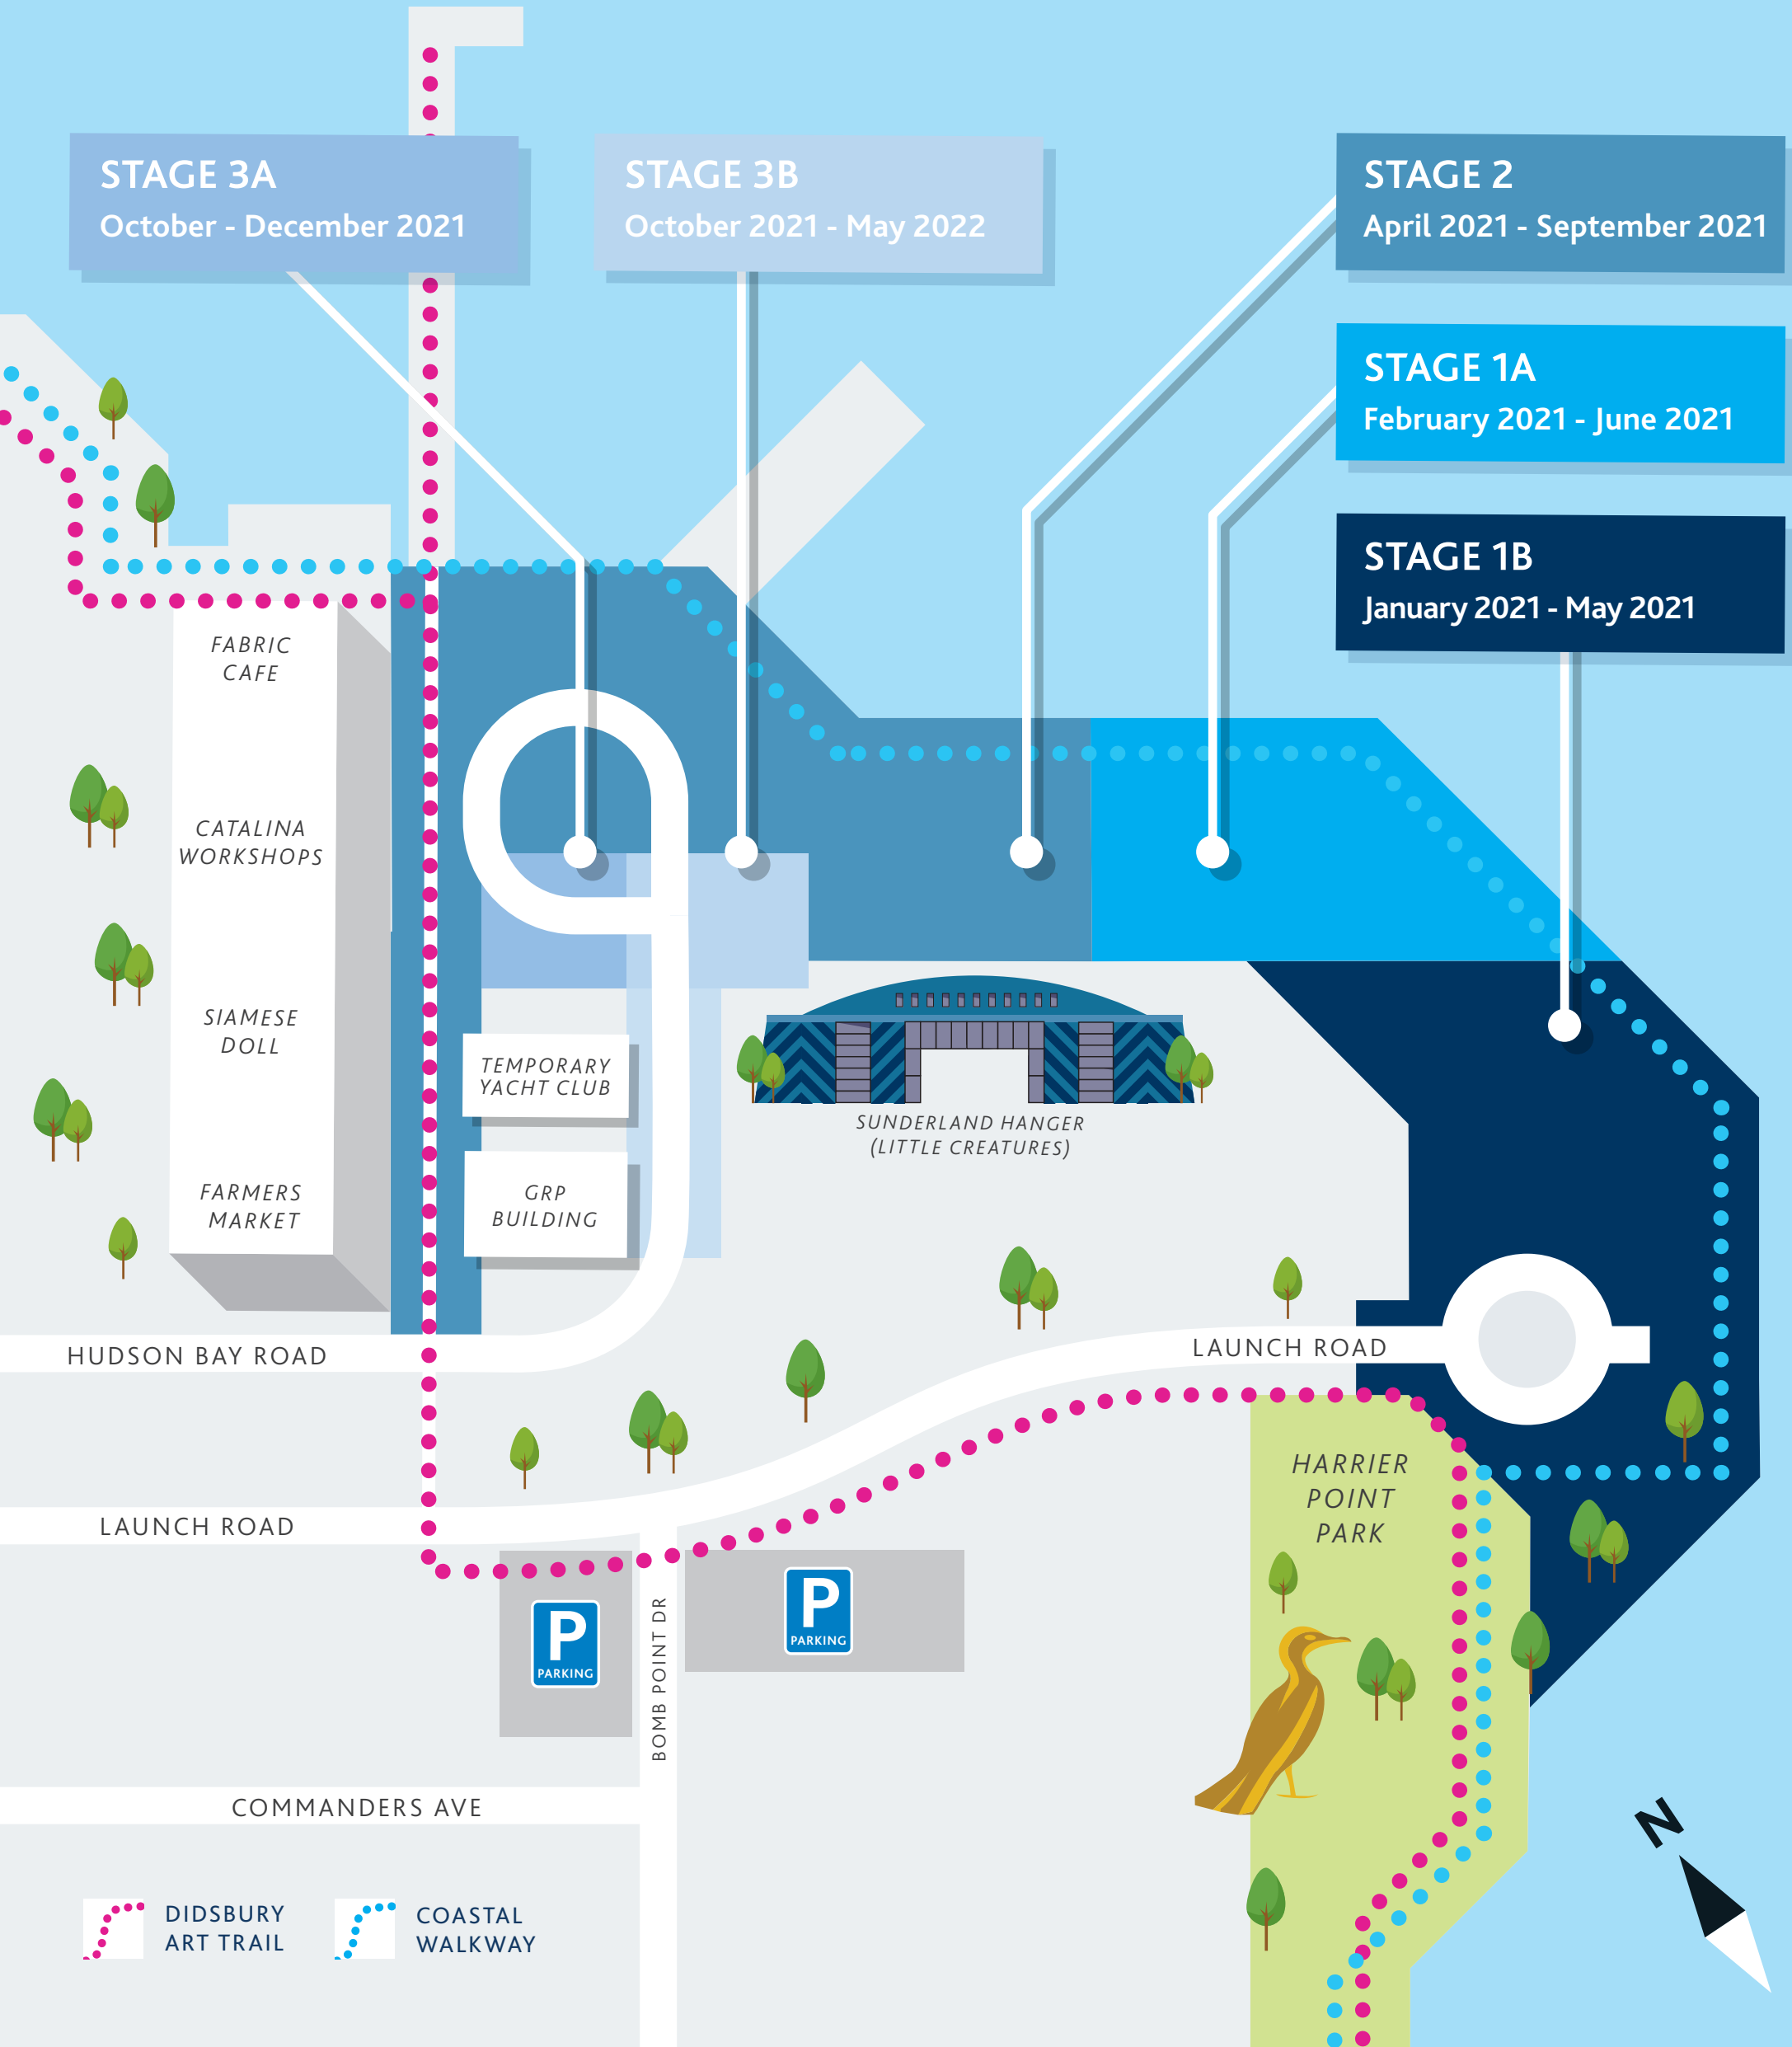 STAGE 3A
October - December 2021
STAGE 3B
October 2021 - May 2022
STAGE 2
April 2021 - September 2021
STAGE 1A
February 2021 - June 2021
STAGE 1B
January 2021 - May 2021
FABRIC
CAFE
CATALINA
WORKSHOPS
SIAMESE
DOLL
FARMERS
MARKET
TEMPORARY
YACHT CLUB
GRP
BUILDING
SUNDERLAND HANGER
(LITTLE CREATURES)
HUDSON BAY ROAD
LAUNCH ROAD
LAUNCH ROAD
HARRIER
POINT
PARK
P
PARKING
P
PARKING
BOMB POINT DR
COMMANDERS AVE
N
DIDSBURY
ART TRAIL
COASTAL
WALKWAY